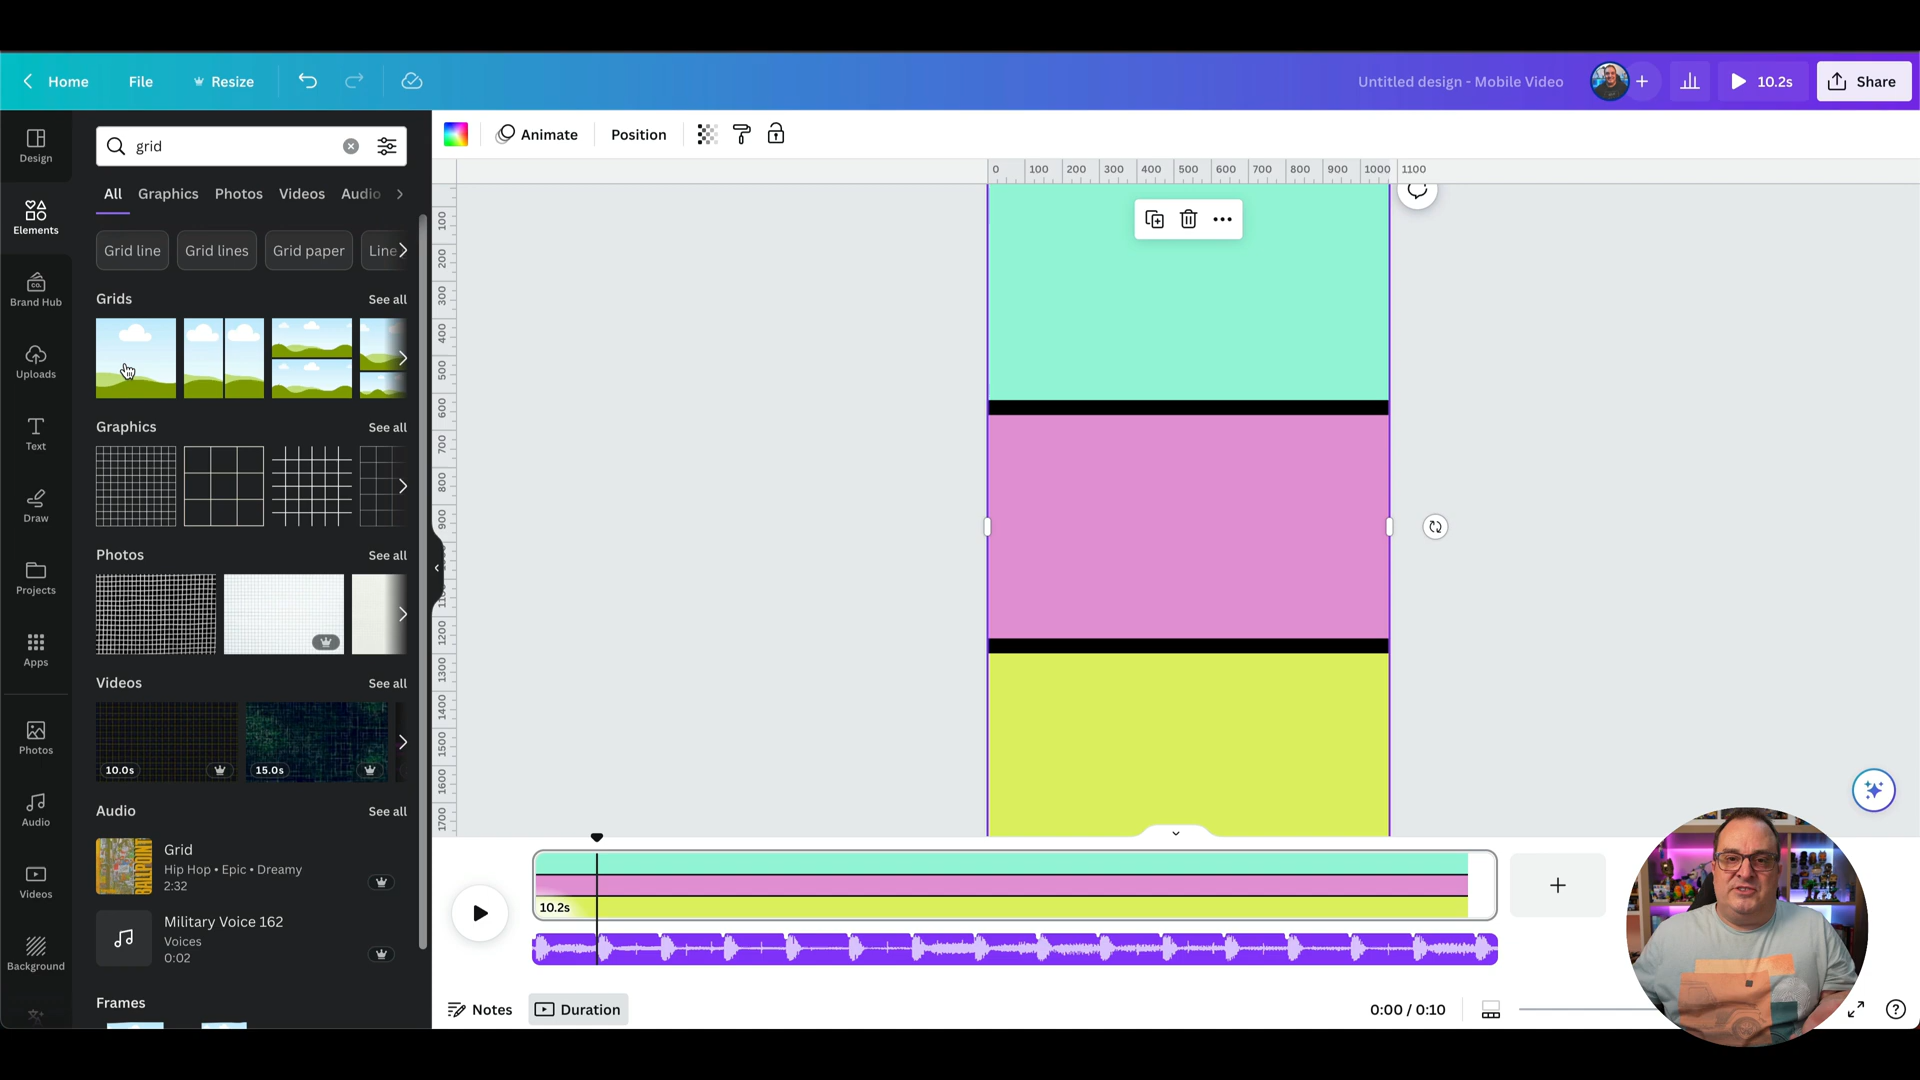 Home File Resize Untitled design - Mobile Video + 10.2s Share
Design
Elements
Brand Hub
Uploads
Text
Draw
Projects
Apps
Photos
Audio
Videos
Background
grid
All Graphics Photos Videos Audio
Grid line Grid lines Grid paper Line
Grids See all
Graphics See all
Photos See all
Videos See all
10.0s 15.0s
Audio See all
BALLPOINT
Grid
Hip Hop • Epic • Dreamy
2:32
Military Voice 162
Voices
0:02
Frames
Animate Position
0 100 200 300 400 500 600 700 800 900 1000 1100
100
200
300
400
500
600
700
800
900
1200
1300
1400
1500
1600
1700
10.2s
+
Notes Duration 0:00 / 0:10 ?